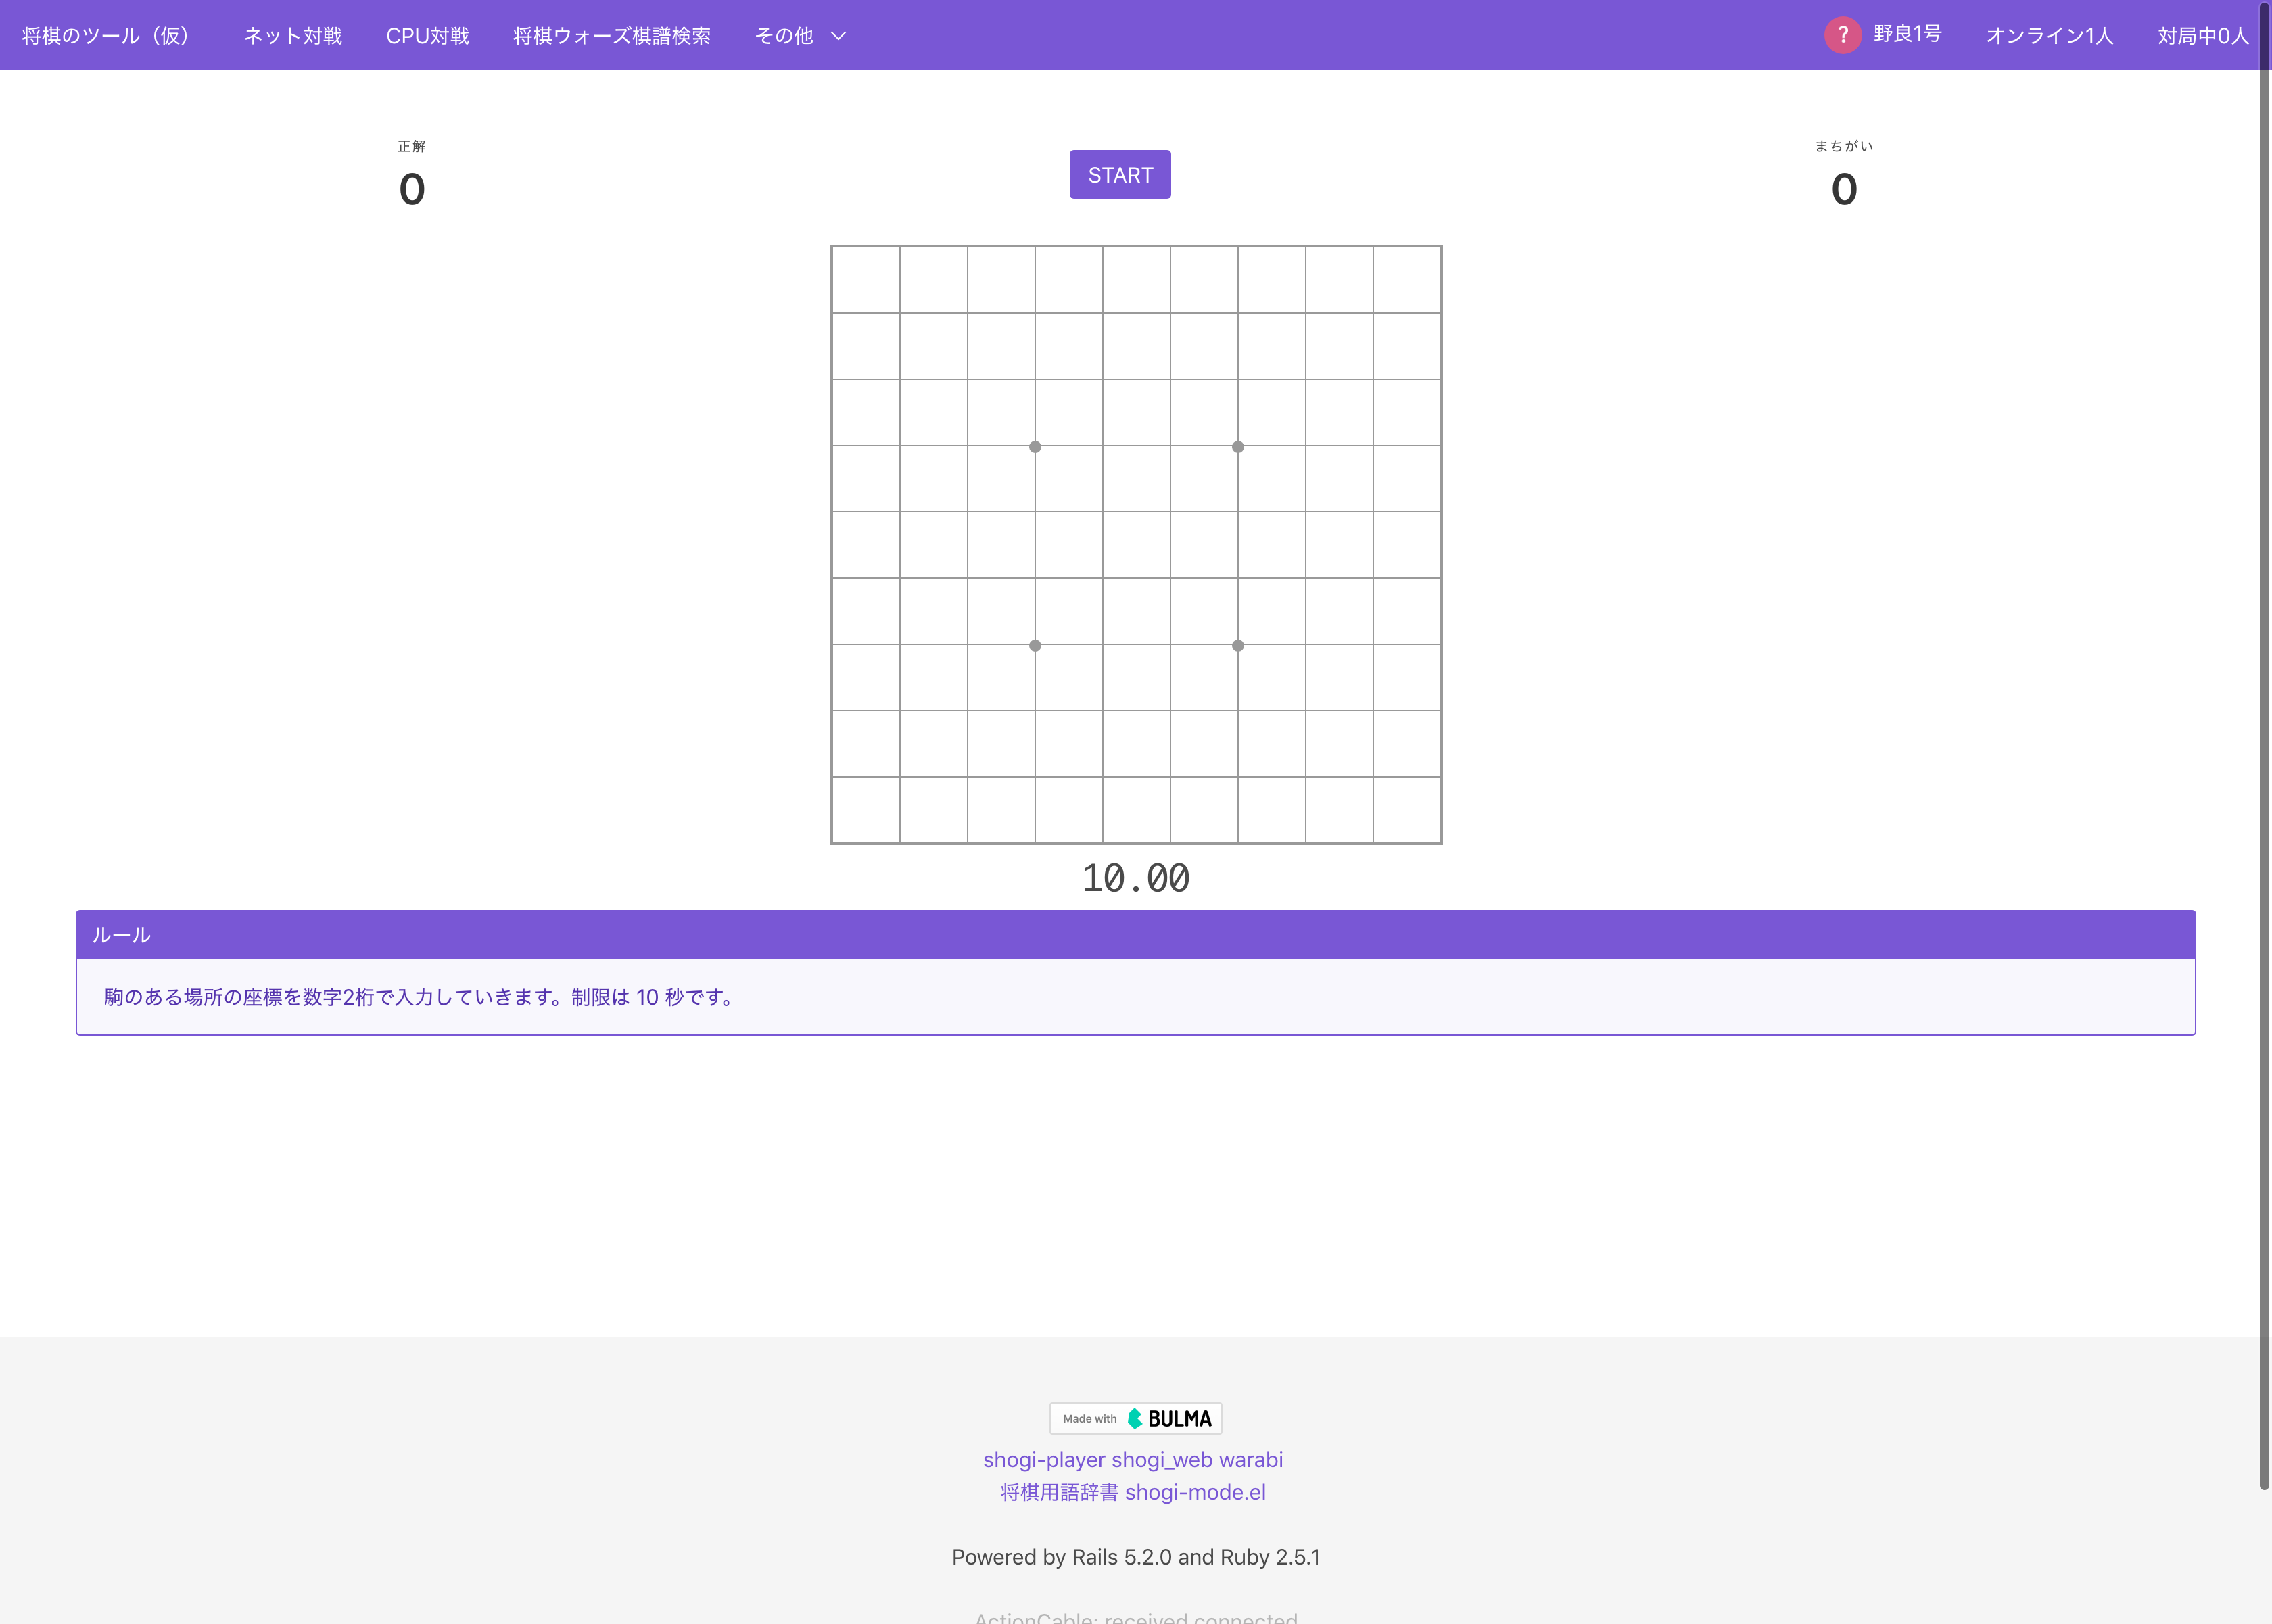 将棋のツール（仮） ネット対戦 CPU対戦 将棋ウォーズ棋譜検索 その他 ? 野良1号 オンライン1人 対局中0人
正解 まちがい
0 START 0
10.00
ルール
駒のある場所の座標を数字2桁で入力していきます。制限は 10 秒です。
Made with BULMA
shogi-player shogi_web warabi
将棋用語辞書 shogi-mode.el
Powered by Rails 5.2.0 and Ruby 2.5.1
ActionCable: received connected